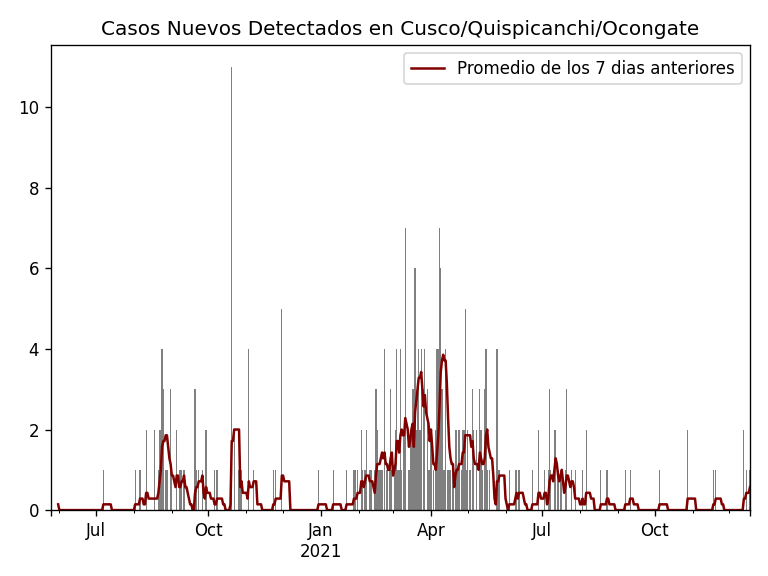 Casos Nuevos Detectados en Cusco/Quispicanchi/Ocongate
Promedio de los 7 dias anteriores
10
8
6
4
2
0
Jul Oct Jan Apr Jul Oct
2021